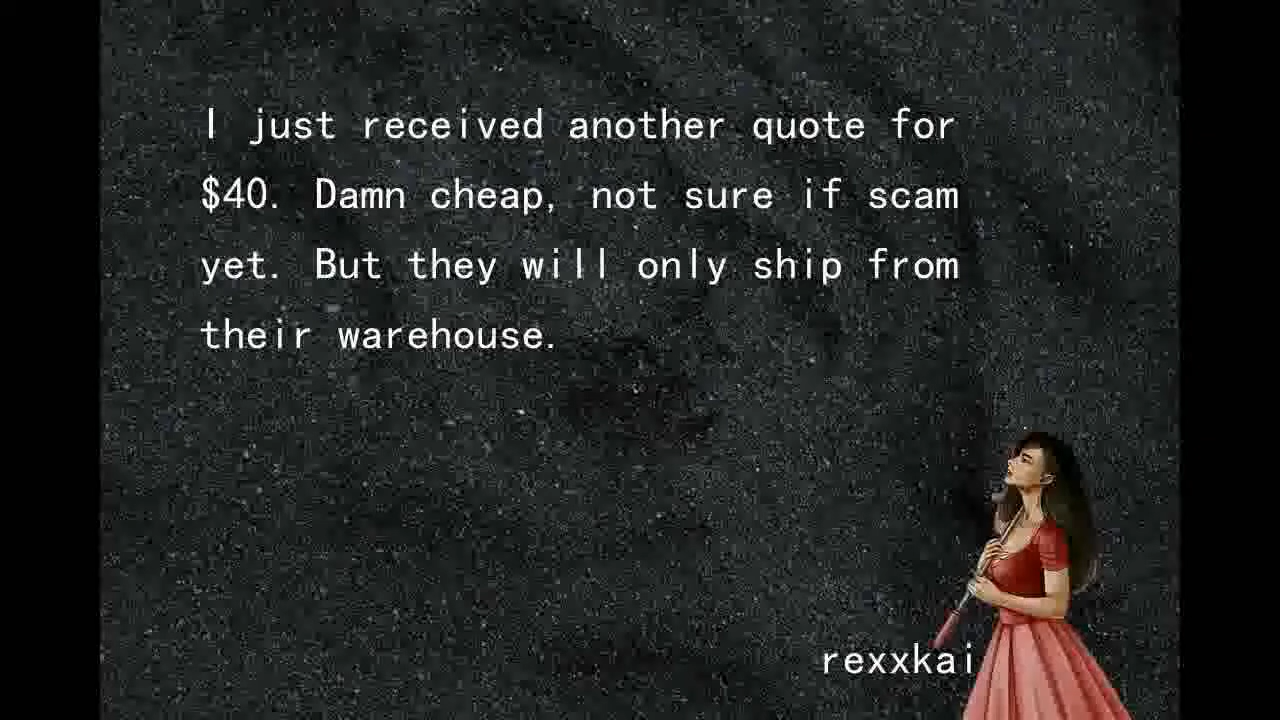 I just received another quote for
$40. Damn cheap, not sure if scam
yet. But they will only ship from
their warehouse.
rexxkai